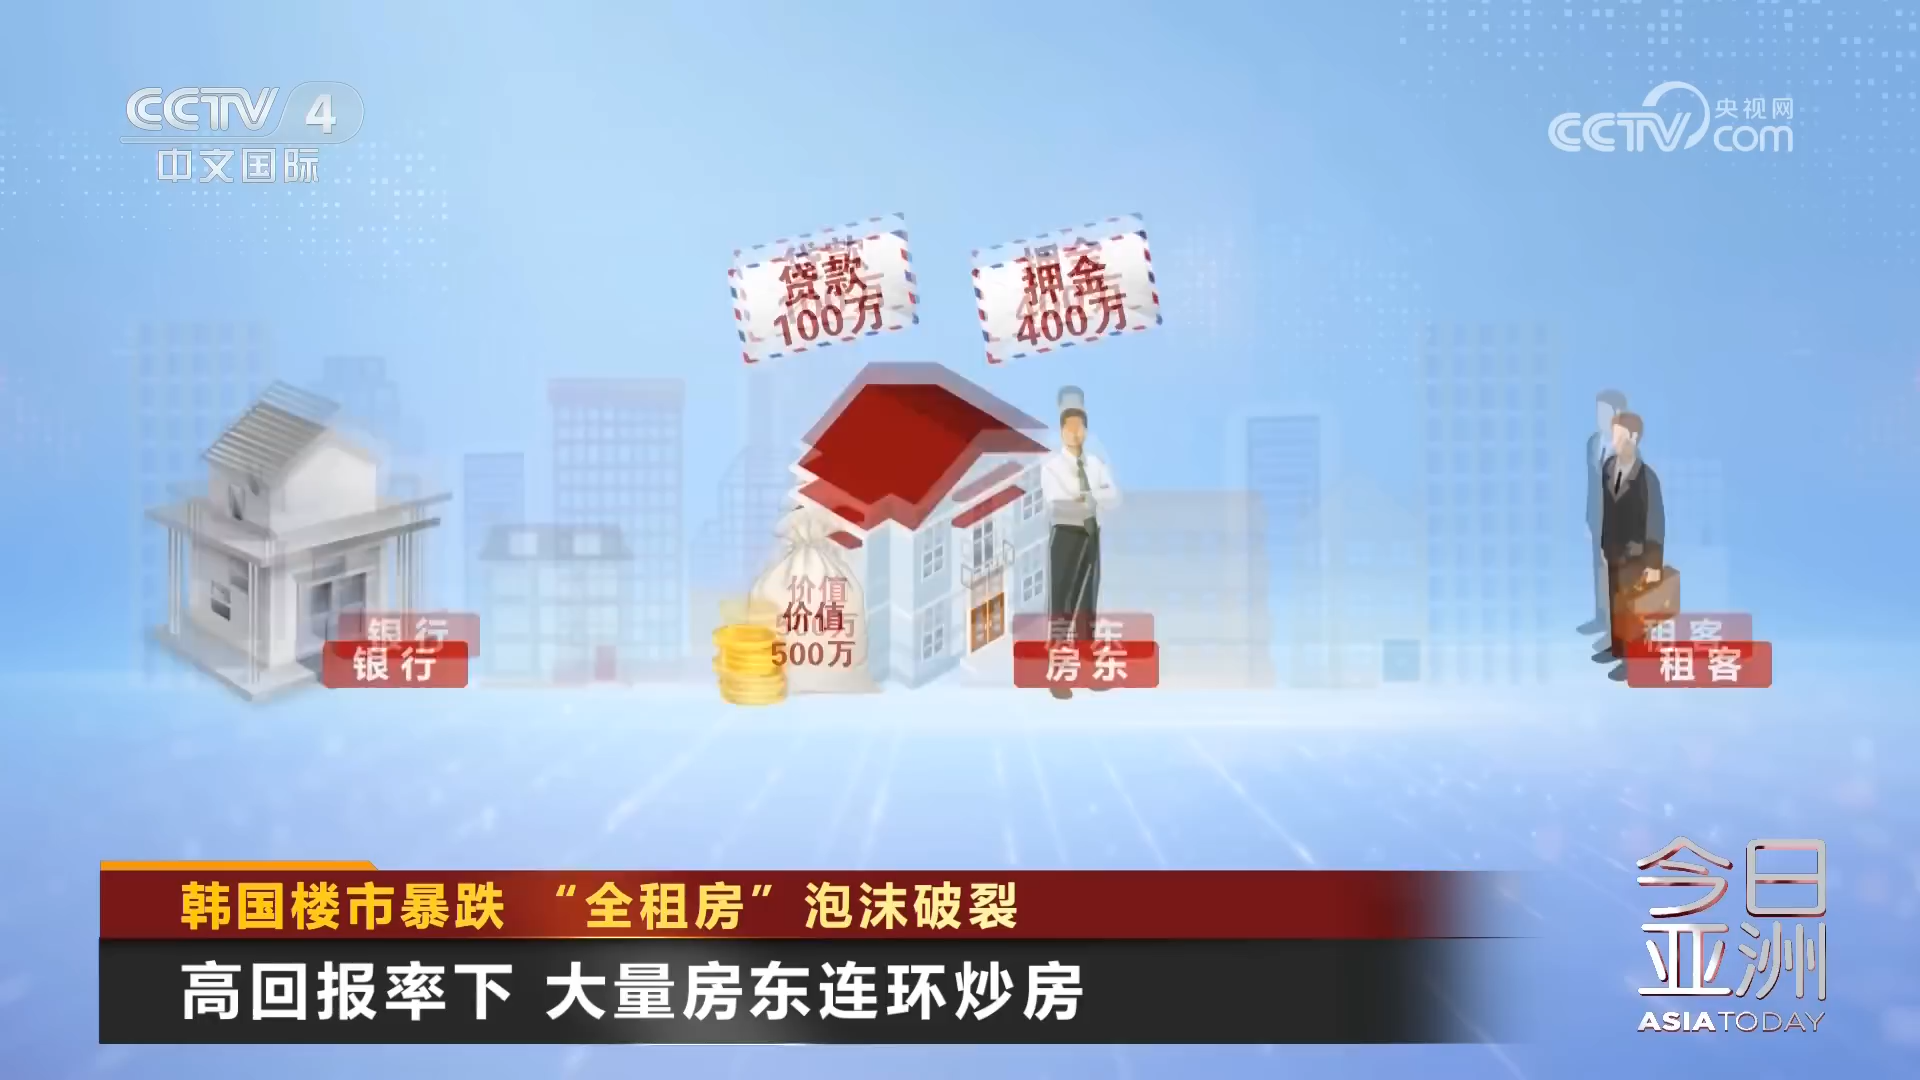 CCTV 4
中文国际
央视网
CCTV com
贷款
100万
押金
400万
价值
500万
银行
房东
租客
韩国楼市暴跌 “全租房”泡沫破裂
高回报率下 大量房东连环炒房
今日
亚洲
ASIA TODAY